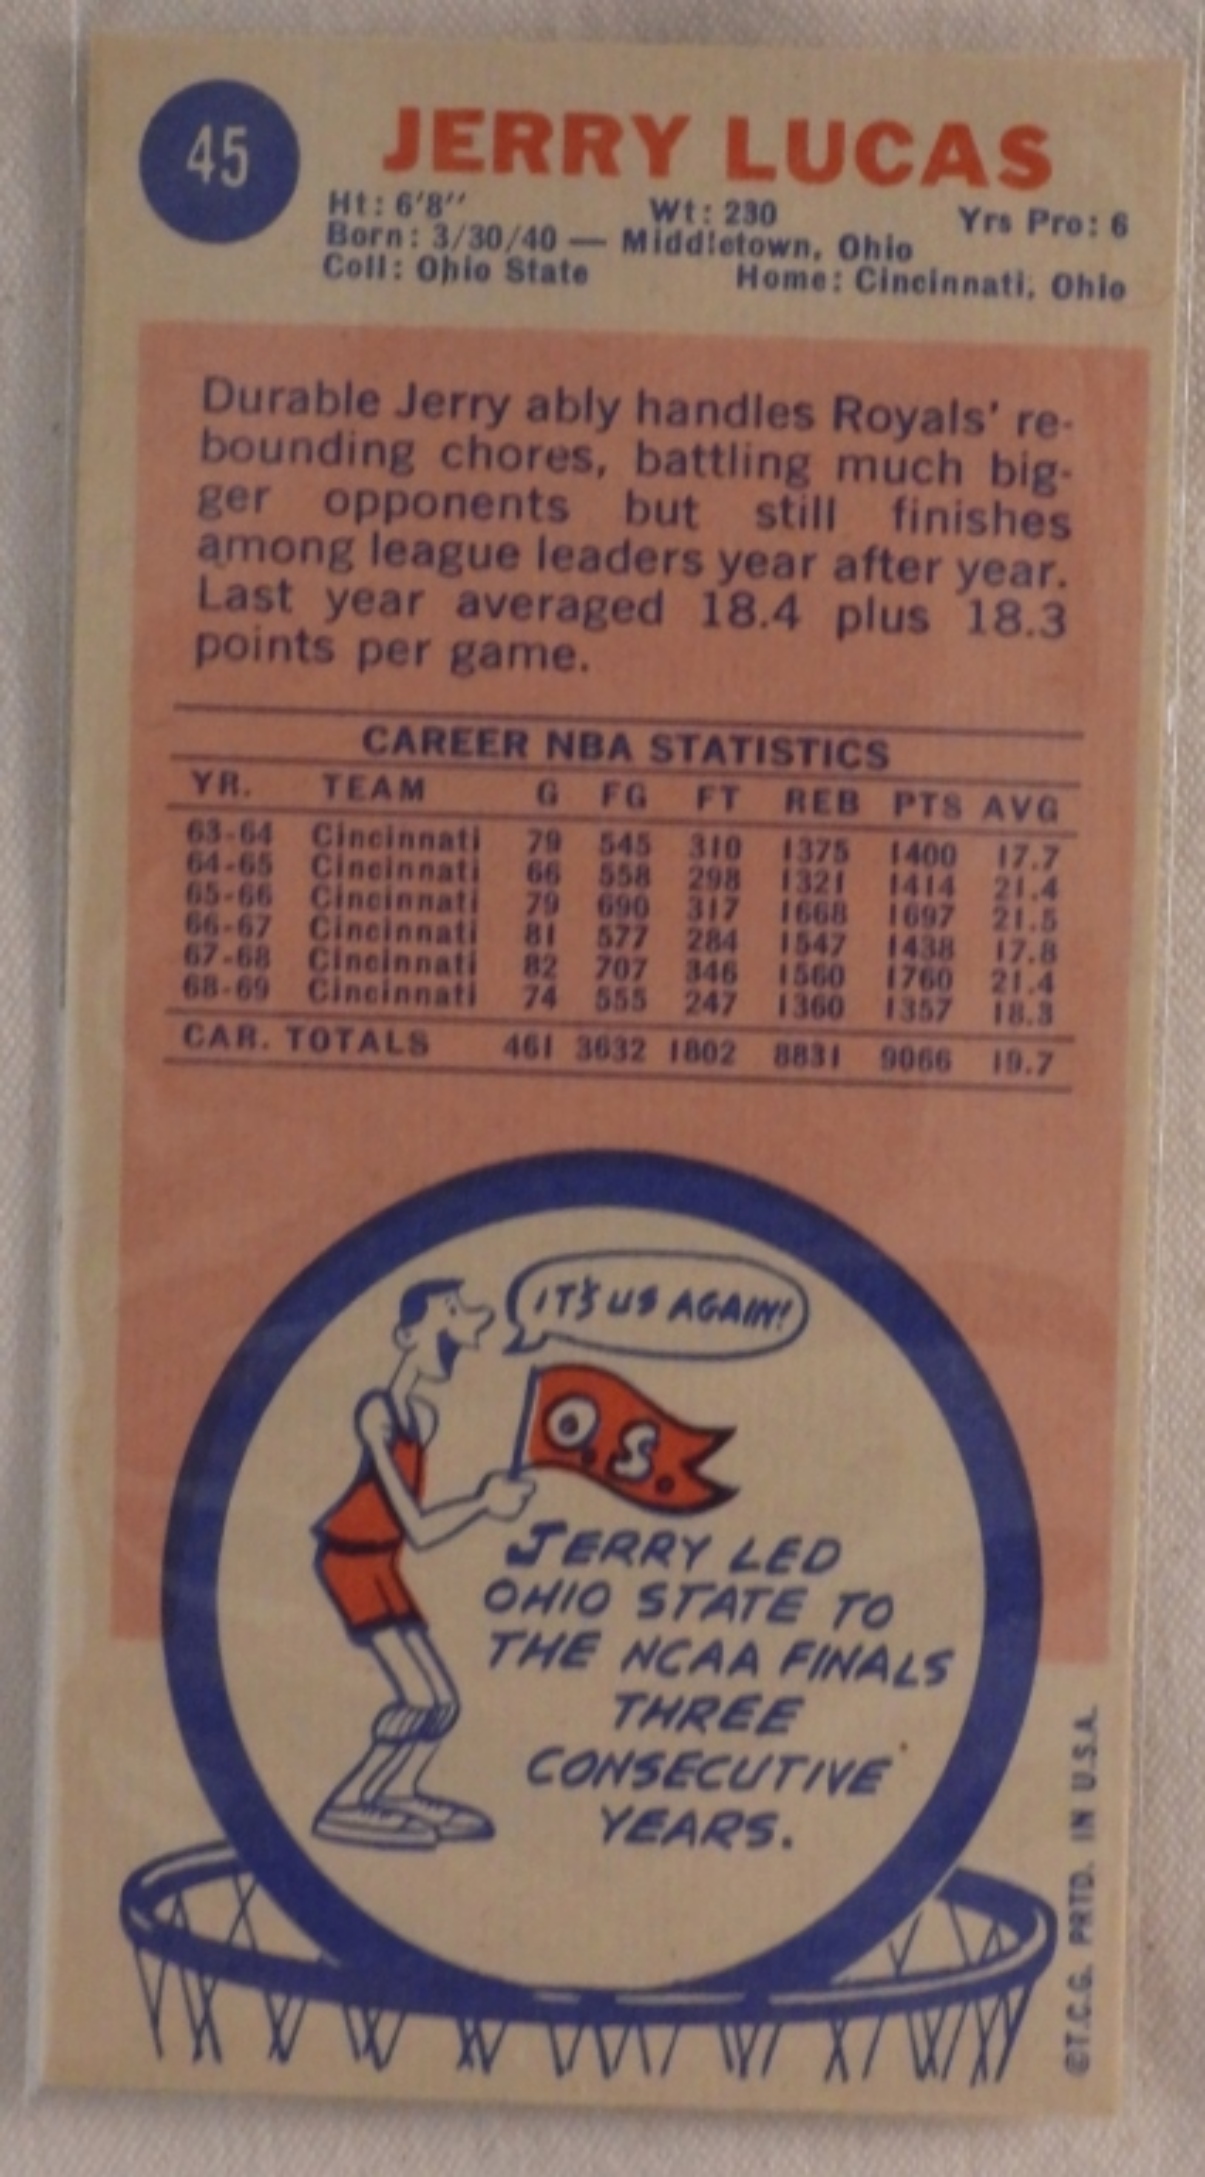 45
JERRY LUCAS
Ht: 6'8'' Wt: 230 Yrs Pro: 6
Born: 3/30/40 — Middletown, Ohio
Coll: Ohio State Home: Cincinnati, Ohio
Durable Jerry ably handles Royals' re-
bounding chores, battling much big-
ger opponents but still finishes
among league leaders year after year.
Last year averaged 18.4 plus 18.3
points per game.
CAREER NBA STATISTICS
YR. TEAM G FG FT REB PTS AVG
63-64 Cincinnati 79 545 310 1375 1400 17.7
64-65 Cincinnati 66 558 298 1321 1414 21.4
65-66 Cincinnati 79 690 317 1668 1697 21.5
66-67 Cincinnati 81 577 284 1547 1438 17.8
67-68 Cincinnati 82 707 346 1560 1760 21.4
68-69 Cincinnati 74 555 247 1360 1357 18.3
CAR. TOTALS 461 3632 1802 8831 9066 19.7
IT'S US AGAIN!
O.S.
JERRY LED
OHIO STATE TO
THE NCAA FINALS
THREE
CONSECUTIVE
YEARS.
©T.C.G. PRTD. IN U.S.A.